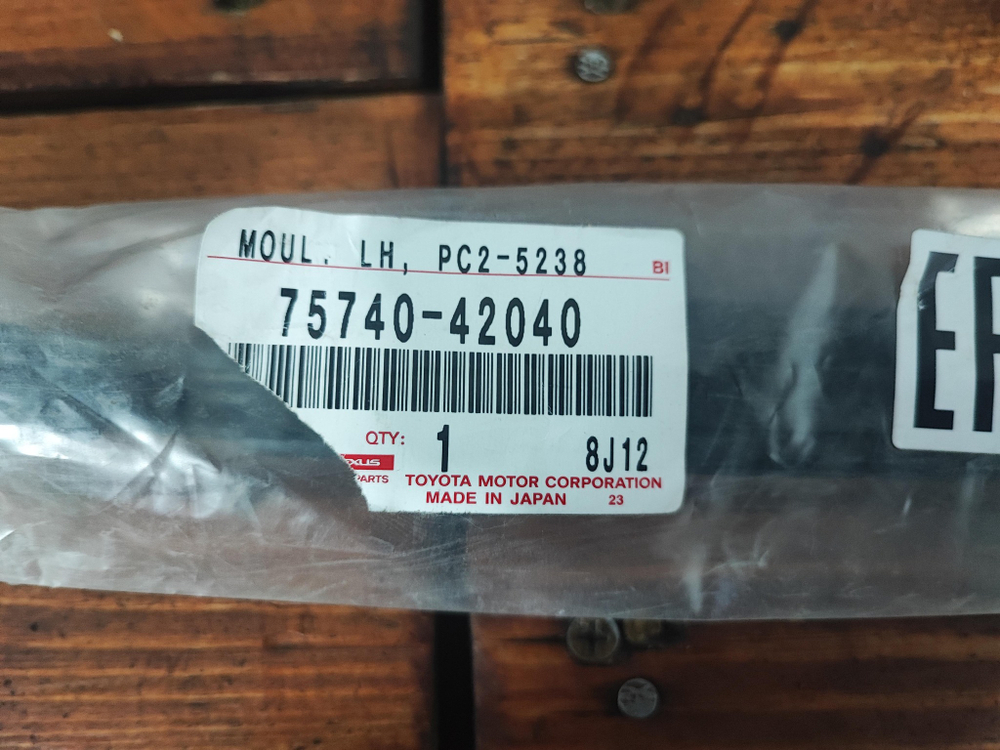 MOUL. LH, PC2-5238
BI
75740-42040
QTY: 1 8J12
PARTS TOYOTA MOTOR CORPORATION
MADE IN JAPAN 23